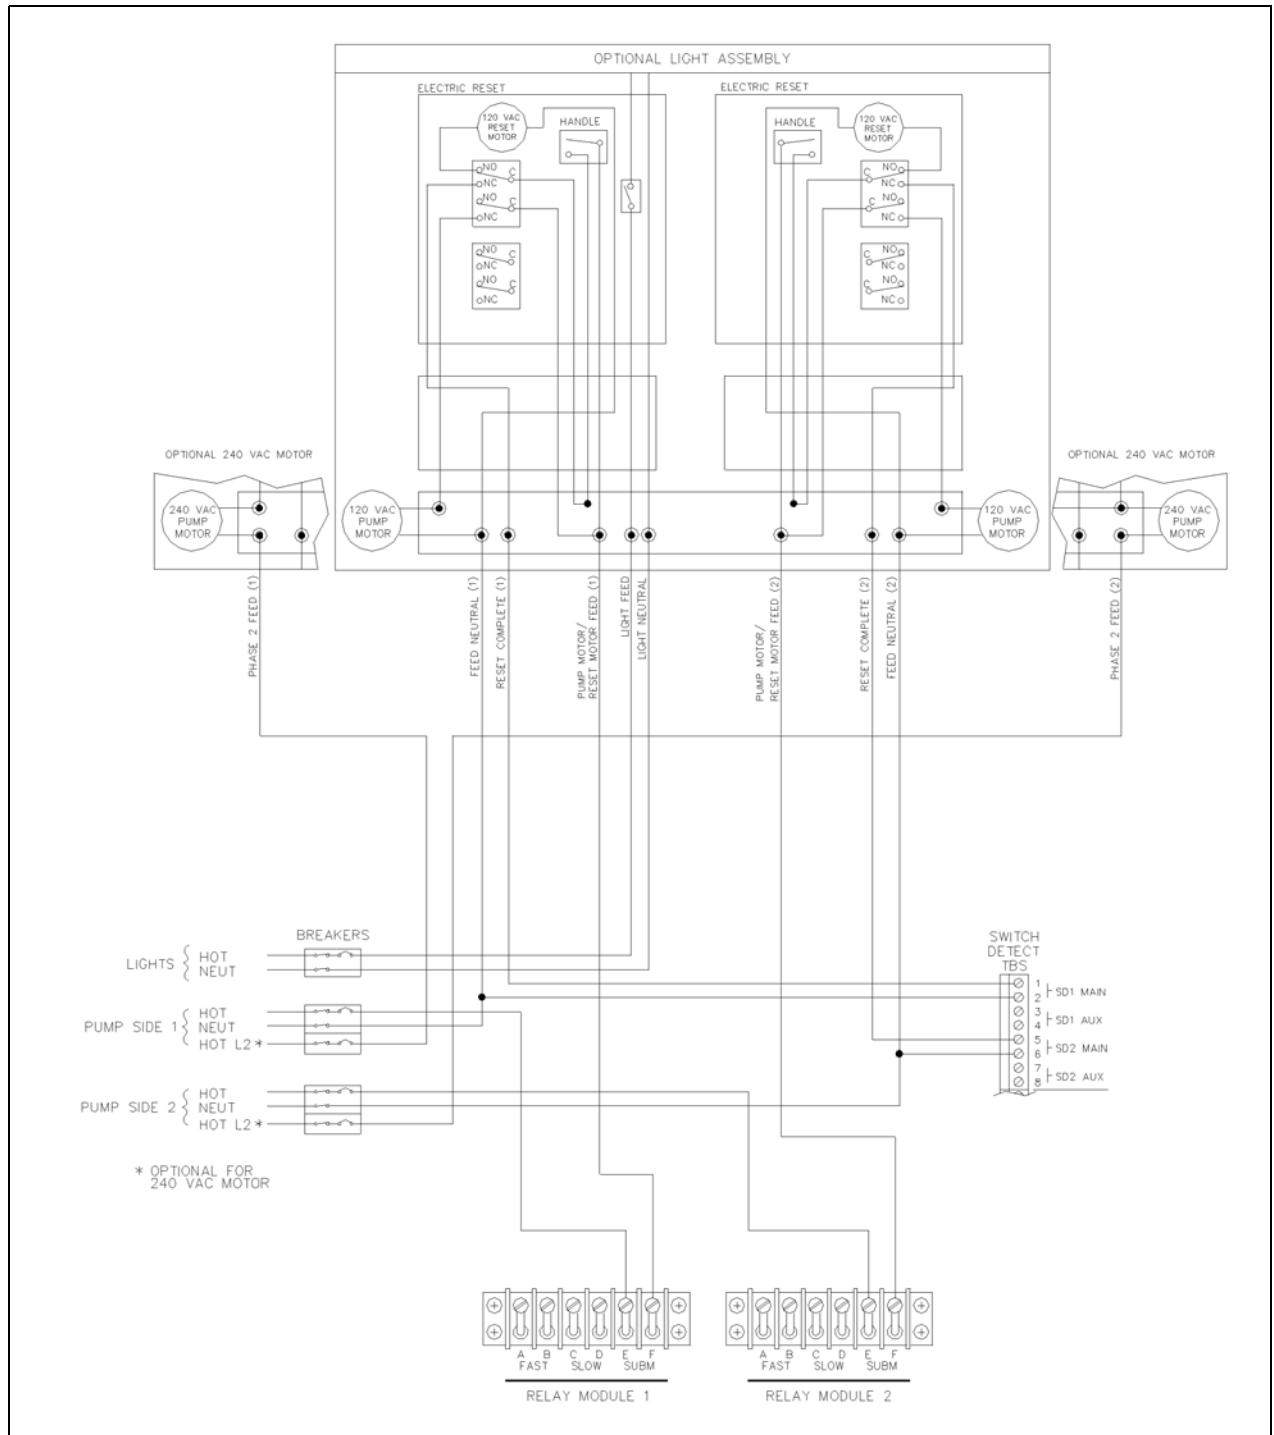 OPTIONAL LIGHT ASSEMBLY
ELECTRIC RESET
120 VAC
RESET
MOTOR
HANDLE
NO
C
NC
NO
C
NC
NO
C
NC
NO
C
NC
ELECTRIC RESET
HANDLE
120 VAC
RESET
MOTOR
NO
C
NC
NO
C
NC
NO
C
NC
NO
C
NC
OPTIONAL 240 VAC MOTOR
240 VAC
PUMP
MOTOR
120 VAC
PUMP
MOTOR
120 VAC
PUMP
MOTOR
OPTIONAL 240 VAC MOTOR
240 VAC
PUMP
MOTOR
PHASE 2 FEED (1)
FEED NEUTRAL (1)
RESET COMPLETE (1)
PUMP MOTOR/
RESET MOTOR FEED (1)
LIGHT FEED
LIGHT NEUTRAL
PUMP MOTOR/
RESET MOTOR FEED (2)
RESET COMPLETE (2)
FEED NEUTRAL (2)
PHASE 2 FEED (2)
BREAKERS
LIGHTS
HOT
NEUT
PUMP SIDE 1
HOT
NEUT
HOT L2 *
PUMP SIDE 2
HOT
NEUT
HOT L2 *
* OPTIONAL FOR
240 VAC MOTOR
SWITCH
DETECT
TBS
1
2
SD1 MAIN
3
4
SD1 AUX
5
6
SD2 MAIN
7
8
SD2 AUX
A B C D E F
FAST SLOW SUBM
RELAY MODULE 1
A B C D E F
FAST SLOW SUBM
RELAY MODULE 2